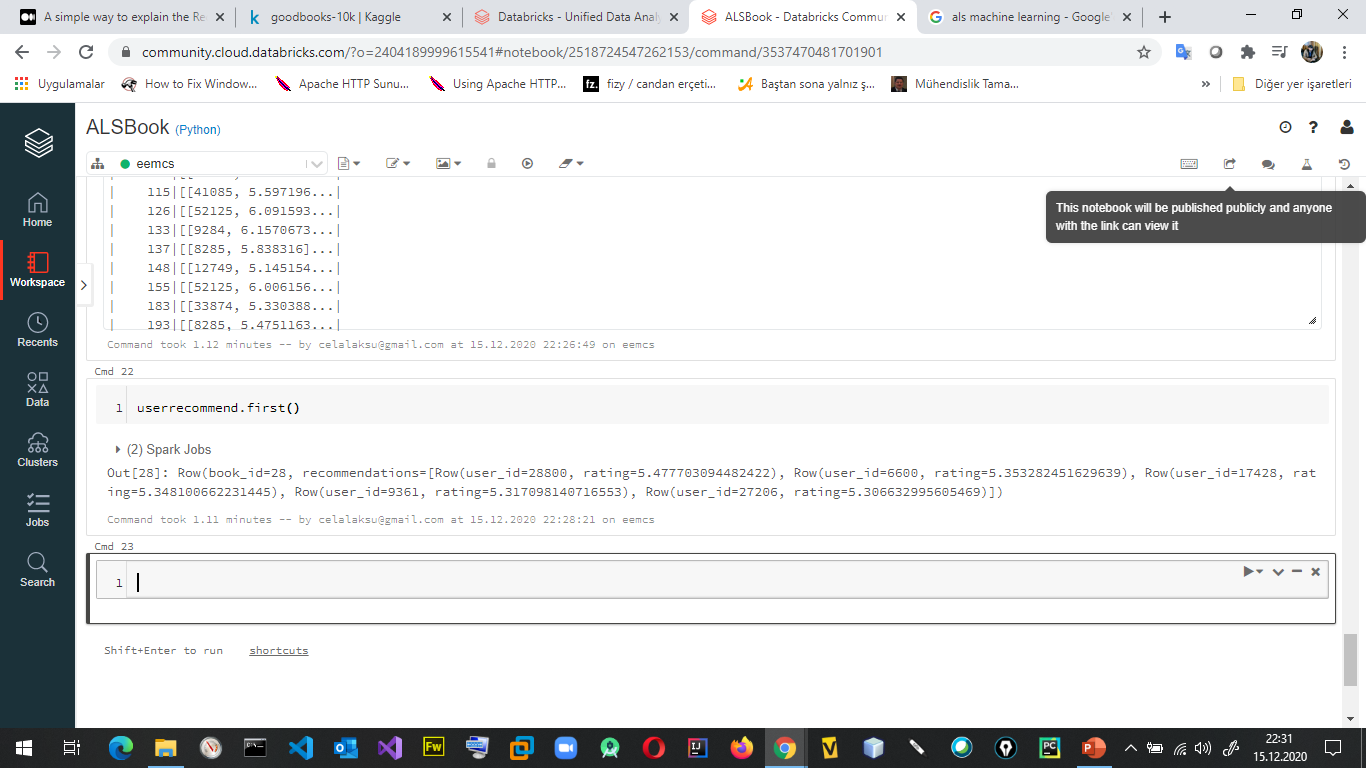 A simple way to explain the Re
goodbooks-10k | Kaggle
Databricks - Unified Data Analy
ALSBook - Databricks Commu
als machine learning - Google'
community.cloud.databricks.com/?o=2404189999615541#notebook/2518724547262153/command/3537470481701901
Uygulamalar
How to Fix Window...
Apache HTTP Sunu...
Using Apache HTTP...
fz. fizy / candan erçeti...
Baştan sona yalnız ş...
Mühendislik Tama...
»
Diğer yer işaretleri
ALSBook (Python)
eemcs
This notebook will be published publicly and anyone
with the link can view it
Home
Workspace
Recents
Data
Clusters
Jobs
Search
| 115|[[41085, 5.597196...|
| 126|[[52125, 6.091593...|
| 133|[[9284, 6.1570673...|
| 137|[[8285, 5.838316]...|
| 148|[[12749, 5.145154...|
| 155|[[52125, 6.006156...|
| 183|[[33874, 5.330388...|
| 193|[[8285, 5.4751163...|
Command took 1.12 minutes -- by celalaksu@gmail.com at 15.12.2020 22:26:49 on eemcs
Cmd 22
1 userrecommend.first()
(2) Spark Jobs
Out[28]: Row(book_id=28, recommendations=[Row(user_id=28800, rating=5.477703094482422), Row(user_id=6600, rating=5.353282451629639), Row(user_id=17428, rat
ing=5.348100662231445), Row(user_id=9361, rating=5.317098140716553), Row(user_id=27206, rating=5.306632995605469)])
Command took 1.11 minutes -- by celalaksu@gmail.com at 15.12.2020 22:28:21 on eemcs
Cmd 23
1
Shift+Enter to run shortcuts
Fw
IJ
PC
22:31
15.12.2020